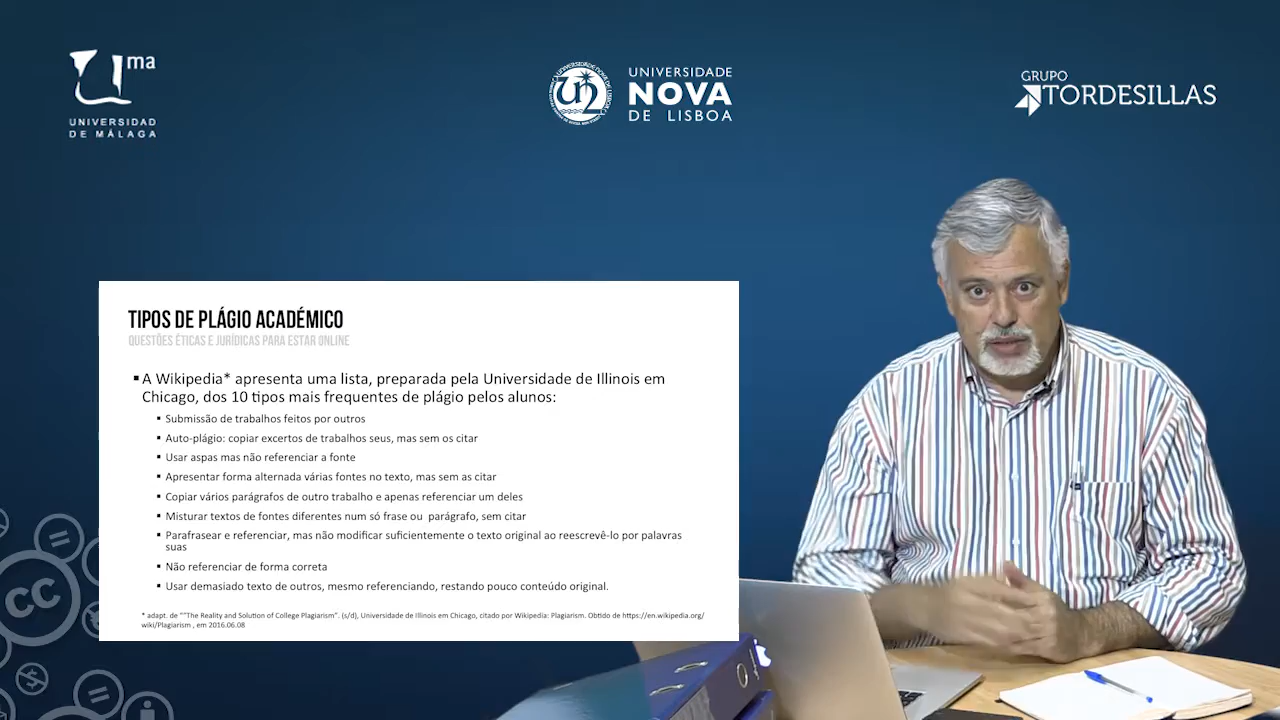 uma
UNIVERSIDAD
DE MÁLAGA
UNIVERSIDADE
NOVA
DE LISBOA
GRUPO
TORDESILLAS
TIPOS DE PLÁGIO ACADÉMICO
QUESTÕES ÉTICAS E JURÍDICAS PARA ESTAR ONLINE
▪ A Wikipedia* apresenta uma lista, preparada pela Universidade de Illinois em
Chicago, dos 10 tipos mais frequentes de plágio pelos alunos:
▪ Submissão de trabalhos feitos por outros
▪ Auto-plágio: copiar excertos de trabalhos seus, mas sem os citar
▪ Usar aspas mas não referenciar a fonte
▪ Apresentar forma alternada várias fontes no texto, mas sem as citar
▪ Copiar vários parágrafos de outro trabalho e apenas referenciar um deles
▪ Misturar textos de fontes diferentes num só frase ou parágrafo, sem citar
▪ Parafrasear e referenciar, mas não modificar suficientemente o texto original ao reescrevê-lo por palavras
suas
▪ Não referenciar de forma correta
▪ Usar demasiado texto de outros, mesmo referenciando, restando pouco conteúdo original.
* adapt. de ""The Reality and Solution of College Plagiarism". (s/d), Universidade de Illinois em Chicago, citado por Wikipedia: Plagiarism. Obtido de https://en.wikipedia.org/
wiki/Plagiarism , em 2016.06.08
CC